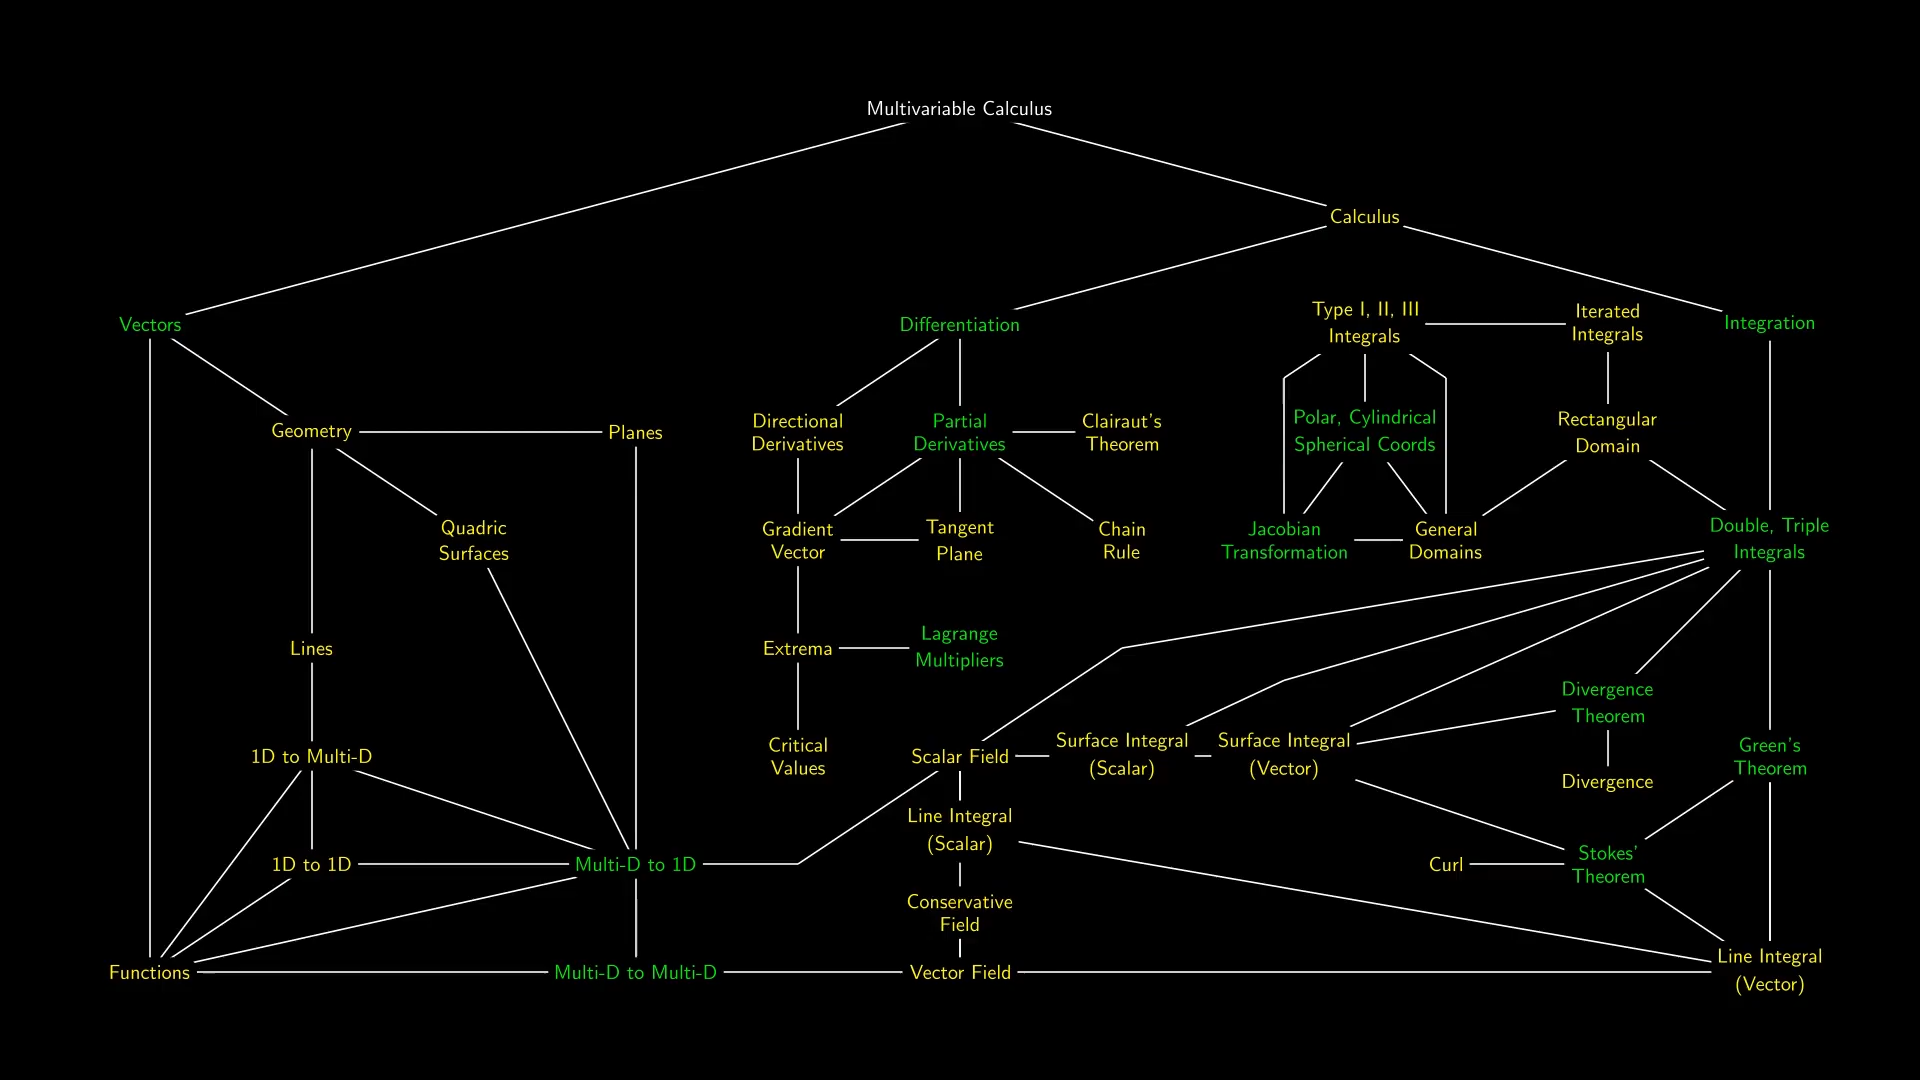 Multivariable Calculus
Calculus
Vectors
Differentiation
Type I, II, III
Integrals
Iterated
Integrals
Integration
Geometry
Planes
Directional
Derivatives
Partial
Derivatives
Clairaut's
Theorem
Polar, Cylindrical
Spherical Coords
Rectangular
Domain
Quadric
Surfaces
Gradient
Vector
Tangent
Plane
Chain
Rule
Jacobian
Transformation
General
Domains
Double, Triple
Integrals
Lines
Extrema
Lagrange
Multipliers
Divergence
Theorem
1D to Multi-D
Critical
Values
Scalar Field
Surface Integral
(Scalar)
Surface Integral
(Vector)
Divergence
Green's
Theorem
Line Integral
(Scalar)
1D to 1D
Multi-D to 1D
Curl
Stokes'
Theorem
Conservative
Field
Functions
Multi-D to Multi-D
Vector Field
Line Integral
(Vector)